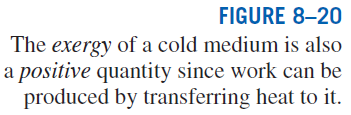 FIGURE 8–20
The exergy of a cold medium is also
a positive quantity since work can be
produced by transferring heat to it.